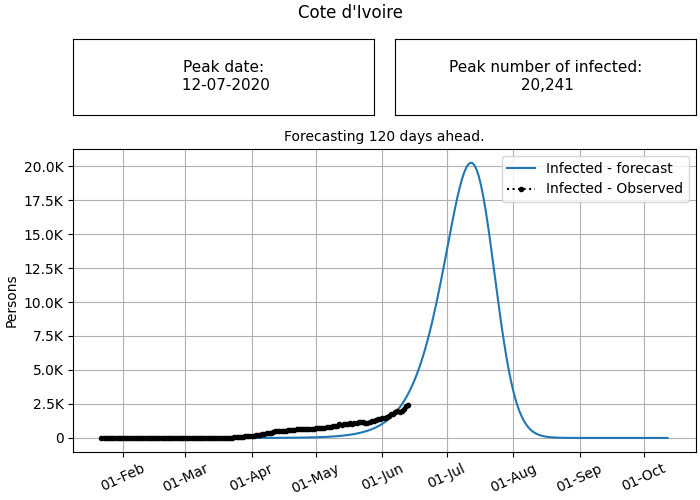 Cote d'Ivoire
Peak date:
12-07-2020
Peak number of infected:
20,241
Forecasting 120 days ahead.
Infected - forecast
Infected - Observed
Persons
20.0K
17.5K
15.0K
12.5K
10.0K
7.5K
5.0K
2.5K
0
01-Feb
01-Mar
01-Apr
01-May
01-Jun
01-Jul
01-Aug
01-Sep
01-Oct